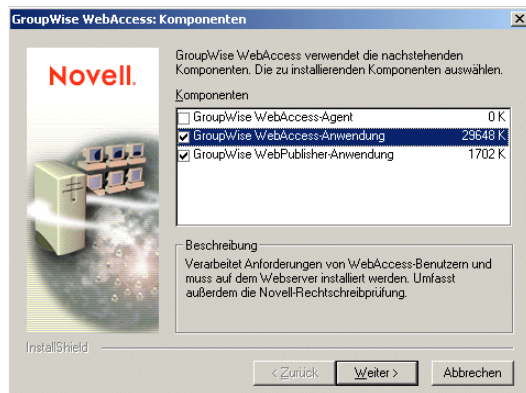 GroupWise WebAccess: Komponenten
Novell.
GroupWise WebAccess verwendet die nachstehenden
Komponenten. Die zu installierenden Komponenten auswählen.
Komponenten
GroupWise WebAccess-Agent 0 K
GroupWise WebAccess-Anwendung 29648 K
GroupWise WebPublisher-Anwendung 1702 K
Beschreibung
Verarbeitet Anforderungen von WebAccess-Benutzern und
muss auf dem Webserver installiert werden. Umfasst
außerdem die Novell-Rechtschreibprüfung.
InstallShield
< Zurück Weiter > Abbrechen